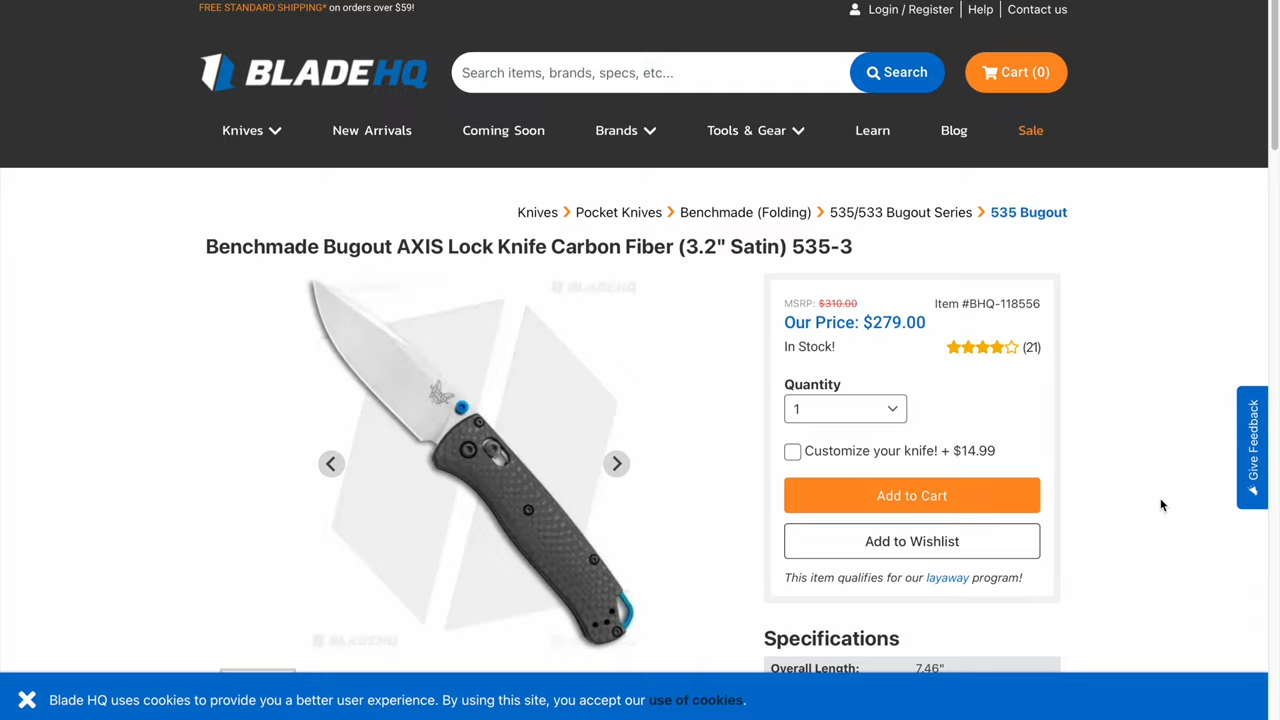 FREE STANDARD SHIPPING* on orders over $59!
Login / Register | Help | Contact us
BLADEHQ
Search items, brands, specs, etc...
Search
Cart (0)
Knives
New Arrivals
Coming Soon
Brands
Tools & Gear
Learn
Blog
Sale
Knives > Pocket Knives > Benchmade (Folding) > 535/533 Bugout Series > 535 Bugout
Benchmade Bugout AXIS Lock Knife Carbon Fiber (3.2" Satin) 535-3
BLADEHQ
MSRP: $310.00
Item #BHQ-118556
Our Price: $279.00
In Stock!
(21)
Quantity
1
Customize your knife! + $14.99
Add to Cart
Add to Wishlist
This item qualifies for our layaway program!
Give Feedback
BLADEHQ
Specifications
Overall Length: 7.46"
Blade HQ uses cookies to provide you a better user experience. By using this site, you accept our use of cookies.